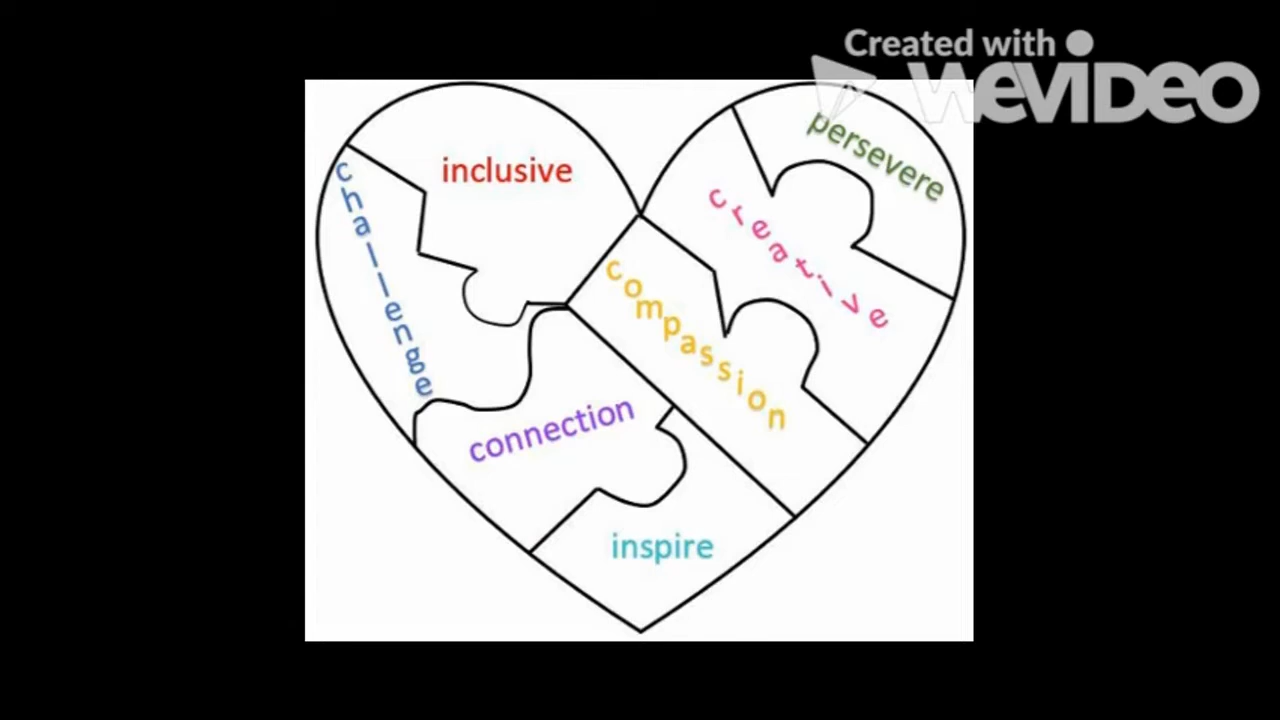 Created with
WEVIDEO
persevere
inclusive
challenge
creative
compassion
connection
inspire